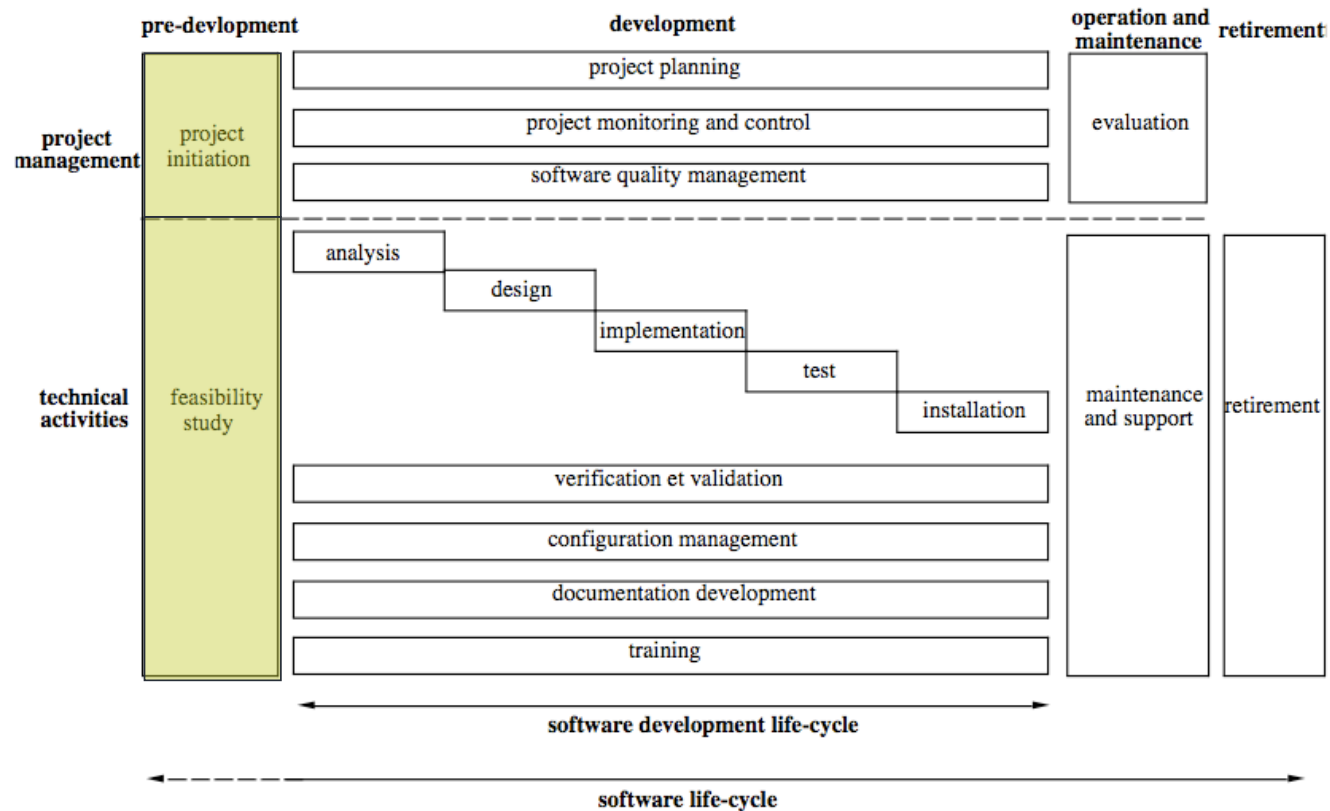 pre-devlopment
development
operation and
maintenance
retirement
project
management
project
initiation
project planning
project monitoring and control
software quality management
evaluation
technical
activities
feasibility
study
analysis
design
implementation
test
installation
verification et validation
configuration management
documentation development
training
maintenance
and support
retirement
software development life-cycle
software life-cycle